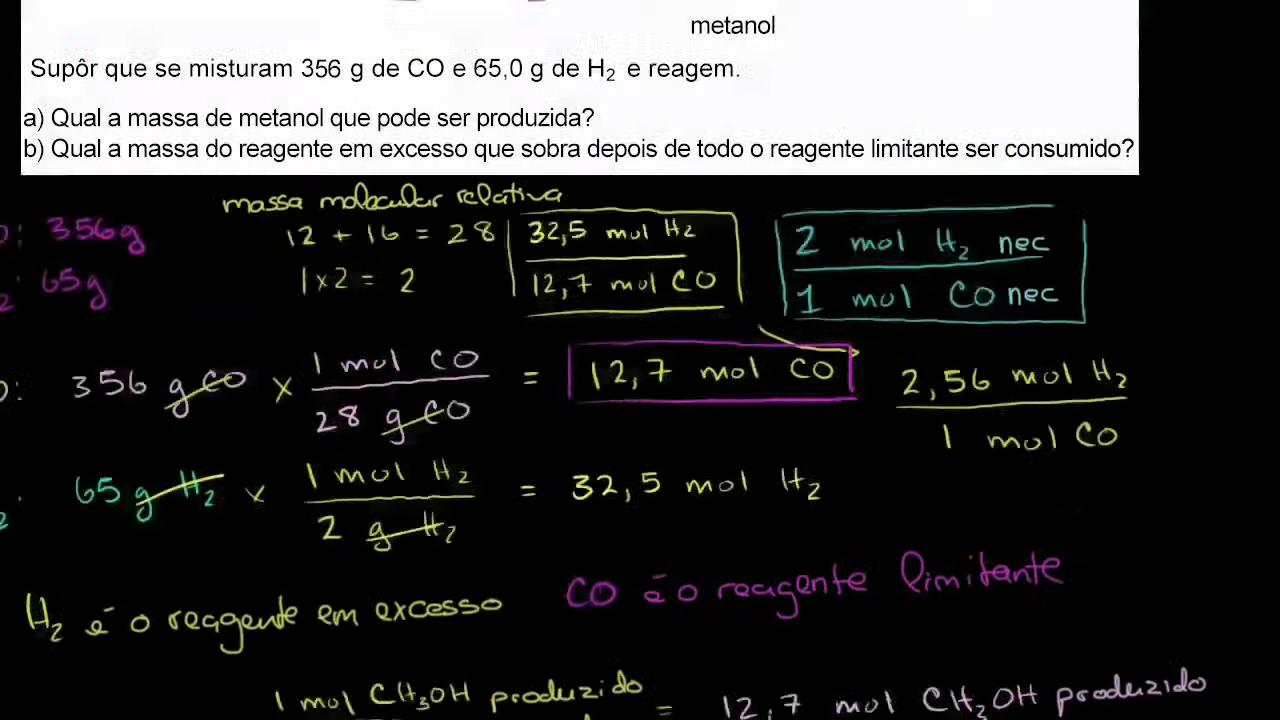 metanol
Supôr que se misturam 356 g de CO e 65,0 g de H₂ e reagem.
a) Qual a massa de metanol que pode ser produzida?
b) Qual a massa do reagente em excesso que sobra depois de todo o reagente limitante ser consumido?
massa molecular relativa
: 356g 12 + 16 = 28 32,5 mol H₂ 2 mol H₂ nec
2 65g 1x2 = 2 12,7 mol CO 1 mol CO nec
: 356 g CO x 1 mol CO = 12,7 mol CO 2,56 mol H₂
28 g CO 1 mol CO
65 g H₂ x 1 mol H₂ = 32,5 mol H₂
2 g H₂
H₂ é o reagente em excesso CO é o reagente limitante
1 mol CH₃OH produzido = 12,7 mol CH₃OH produzido